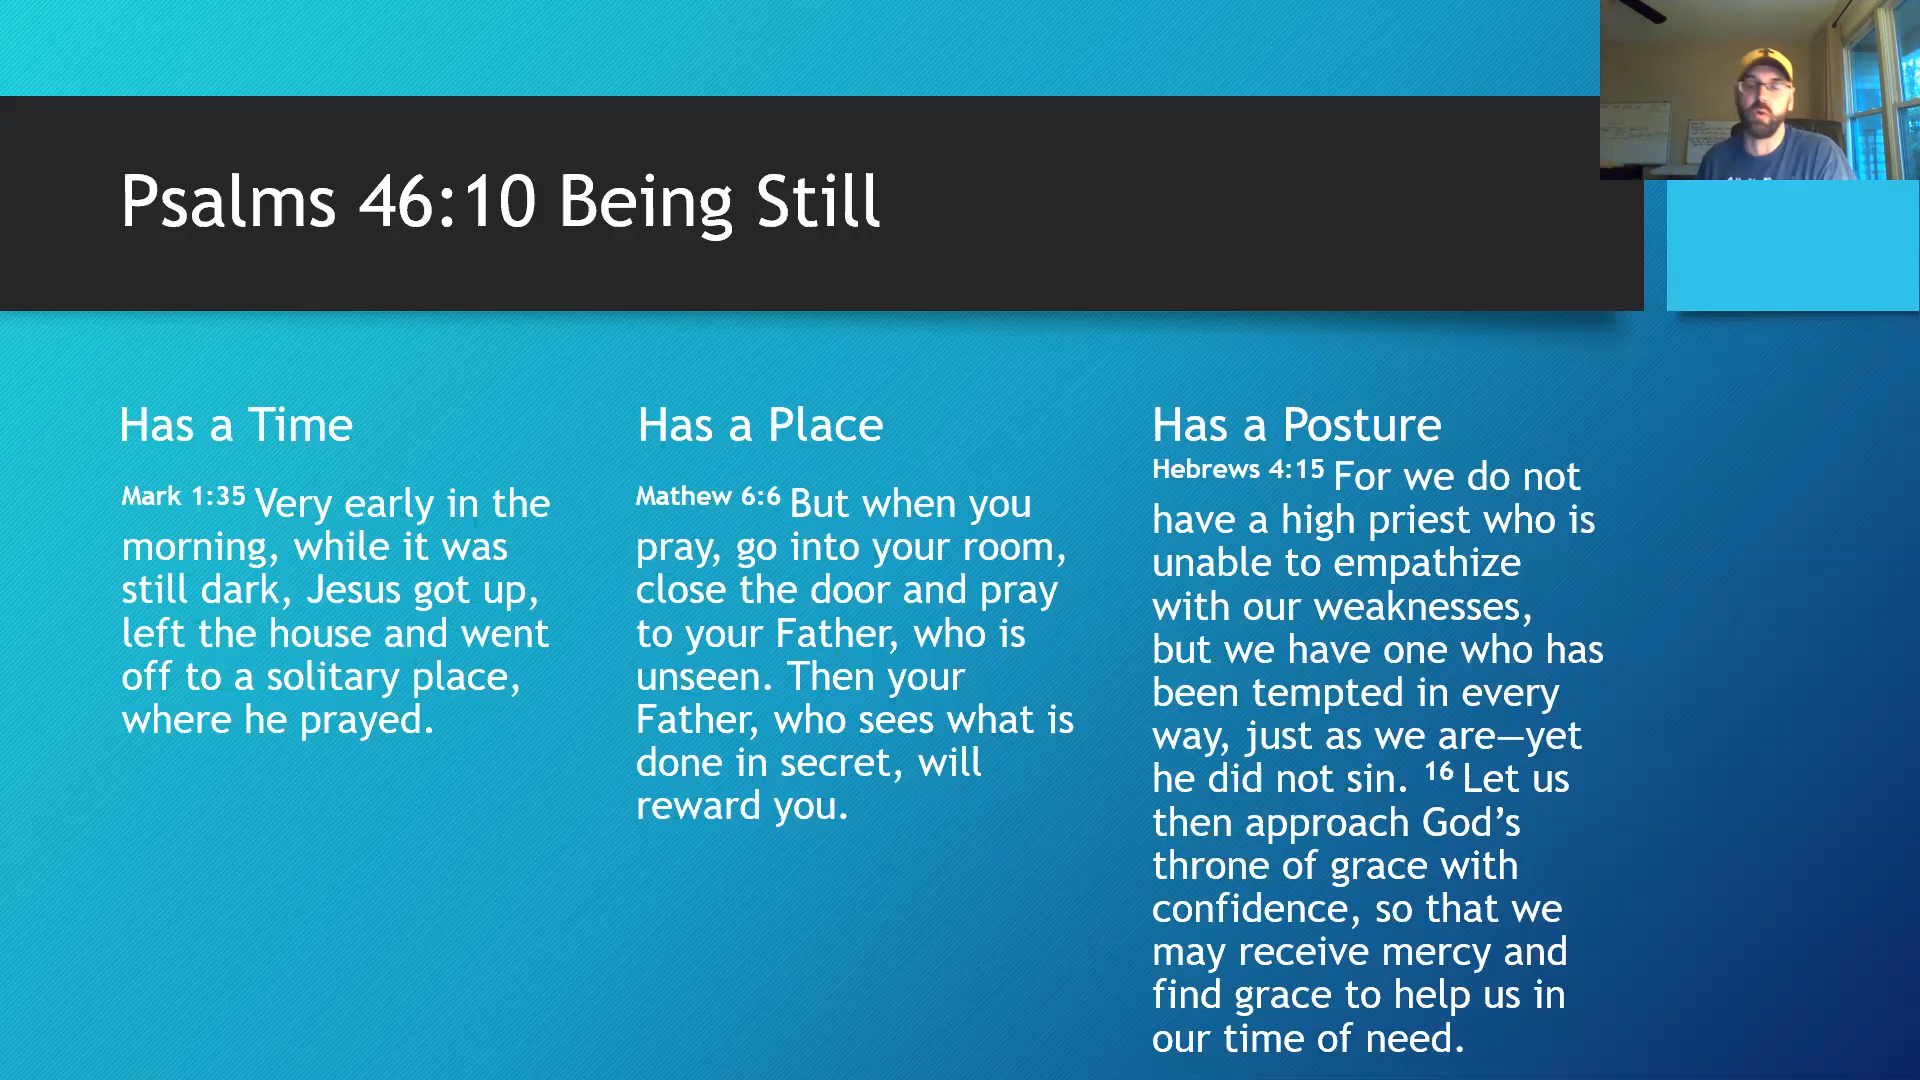 Psalms 46:10 Being Still
Has a Time
Mark 1:35 Very early in the
morning, while it was
still dark, Jesus got up,
left the house and went
off to a solitary place,
where he prayed.
Has a Place
Mathew 6:6 But when you
pray, go into your room,
close the door and pray
to your Father, who is
unseen. Then your
Father, who sees what is
done in secret, will
reward you.
Has a Posture
Hebrews 4:15 For we do not
have a high priest who is
unable to empathize
with our weaknesses,
but we have one who has
been tempted in every
way, just as we are—yet
he did not sin. 16 Let us
then approach God’s
throne of grace with
confidence, so that we
may receive mercy and
find grace to help us in
our time of need.